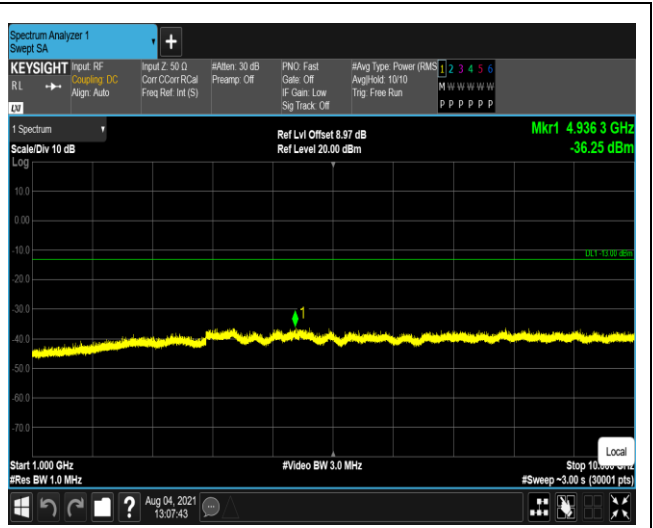 Spectrum Analyzer 1
Swept SA
+
KEYSIGHT
RL
LXI
Input: RF
Coupling: DC
Align: Auto
Input Z: 50 Ω
Corr CCorr RCal
Freq Ref: Int (S)
#Atten: 30 dB
Preamp: Off
PNO: Fast
Gate: Off
IF Gain: Low
Sig Track: Off
#Avg Type: Power (RMS
Avg|Hold: 10/10
Trig: Free Run
1 2 3 4 5 6
M W W W W W
P P P P P P
1 Spectrum
Scale/Div 10 dB
Ref Lvl Offset 8.97 dB
Ref Level 20.00 dBm
Mkr1 4.936 3 GHz
-36.25 dBm
Log
10.0
0.00
-10.0
DL1 -13.00 dBm
-20.0
-30.0
1
-40.0
-50.0
-60.0
-70.0
Local
Start 1.000 GHz
#Res BW 1.0 MHz
#Video BW 3.0 MHz
Stop 10.000 GHz
#Sweep ~3.00 s (30001 pts)
?
Aug 04, 2021
13:07:43